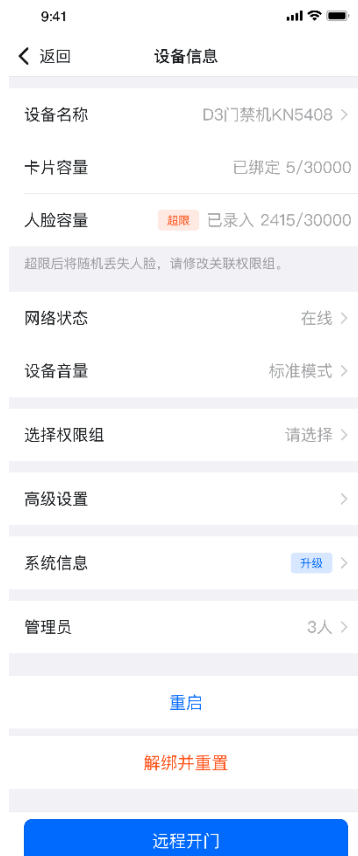 9:41
返回 设备信息
设备名称 D3门禁机KN5408
卡片容量 已绑定 5/30000
人脸容量 超限 已录入 2415/30000
超限后将随机丢失人脸，请修改关联权限组。
网络状态 在线
设备音量 标准模式
选择权限组 请选择
高级设置
系统信息 升级
管理员 3人
重启
解绑并重置
远程开门